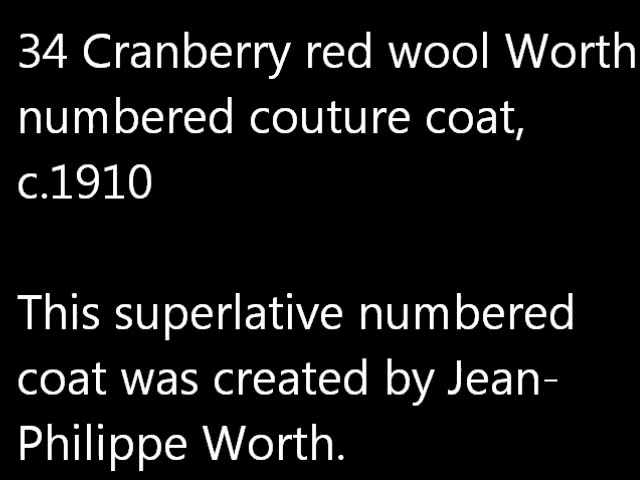 34 Cranberry red wool Worth
numbered couture coat,
c.1910
This superlative numbered
coat was created by Jean-
Philippe Worth.